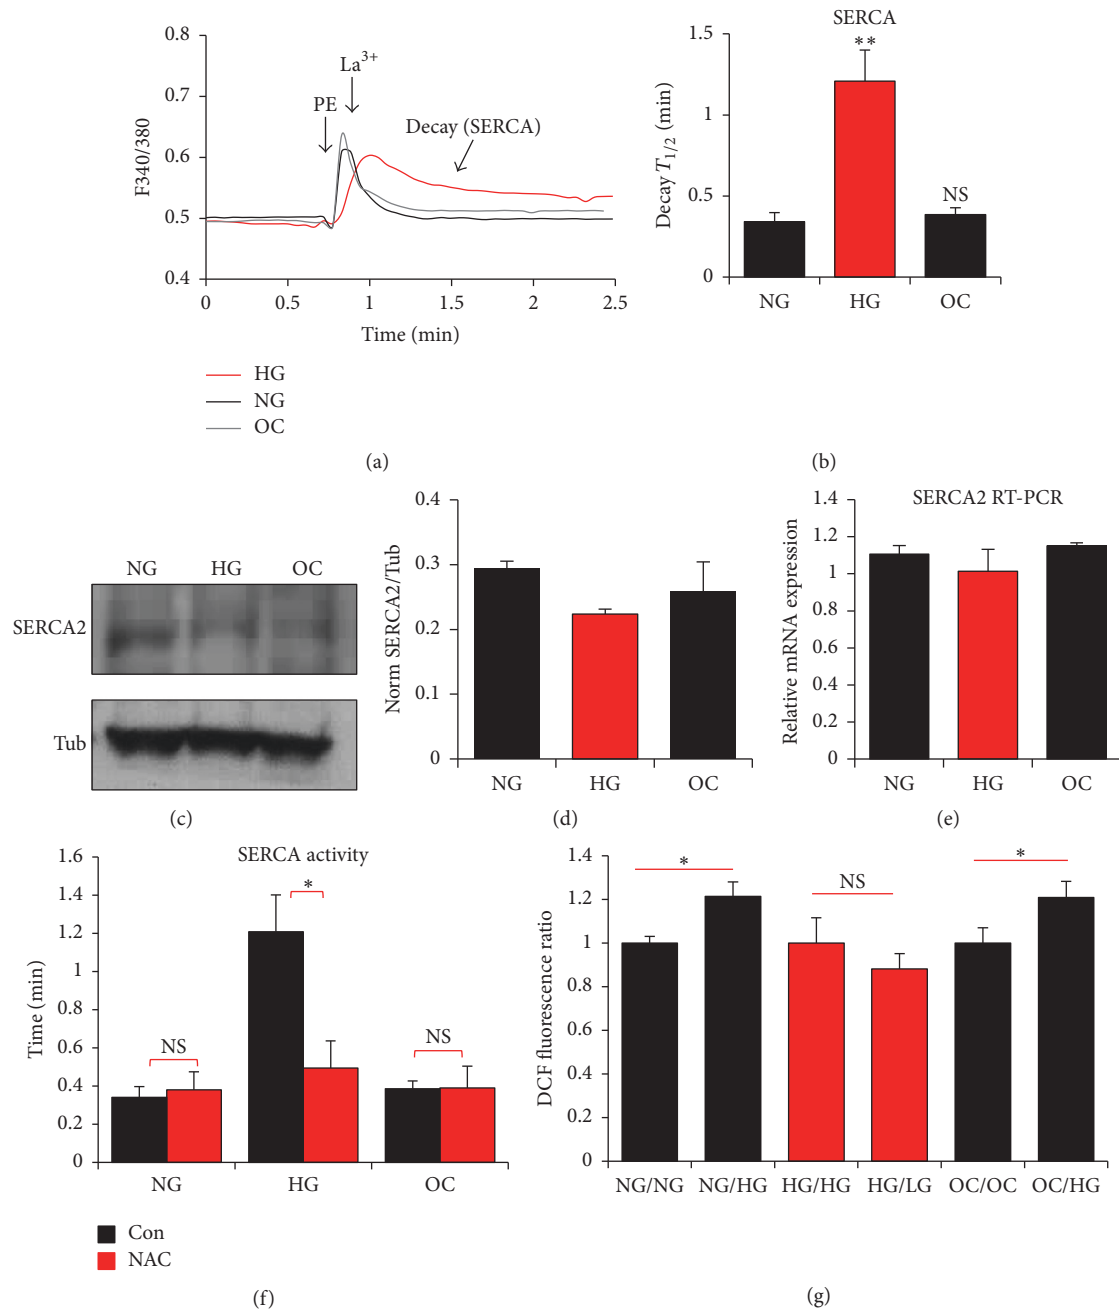 0.8
0.7
0.6
0.5
0.4
F340/380
PE
La3+
Decay (SERCA)
0 0.5 1 1.5 2 2.5
Time (min)
HG
NG
OC
(a)
SERCA
1.5
1
0.5
0
Decay T1/2 (min)
**
NS
NG HG OC
(b)
NG HG OC
SERCA2
Tub
(c)
0.4
0.3
0.2
0.1
0
Norm SERCA2/Tub
NG HG OC
(d)
SERCA2 RT-PCR
1.4
1.2
1
0.8
0.6
0.4
0.2
0
Relative mRNA expression
NG HG OC
(e)
SERCA activity
1.6
1.4
1.2
1
0.8
0.6
0.4
0.2
0
Time (min)
NS
*
NS
NG HG OC
Con
NAC
(f)
1.4
1.2
1
0.8
0.6
0.4
0.2
0
DCF fluorescence ratio
*
NS
*
NG/NG NG/HG HG/HG HG/LG OC/OC OC/HG
(g)